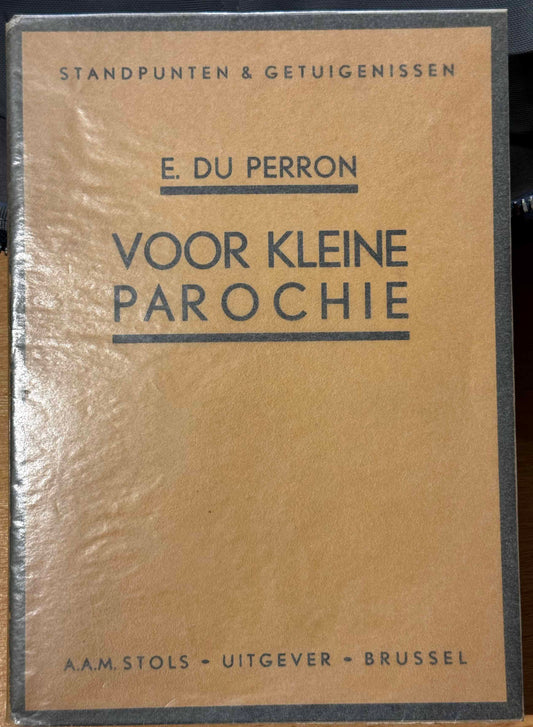 STANDPUNTEN & GETUIGENISSEN
E. DU PERRON
VOOR KLEINE
PAROCHIE
A.A.M. STOLS - UITGEVER - BRUSSEL